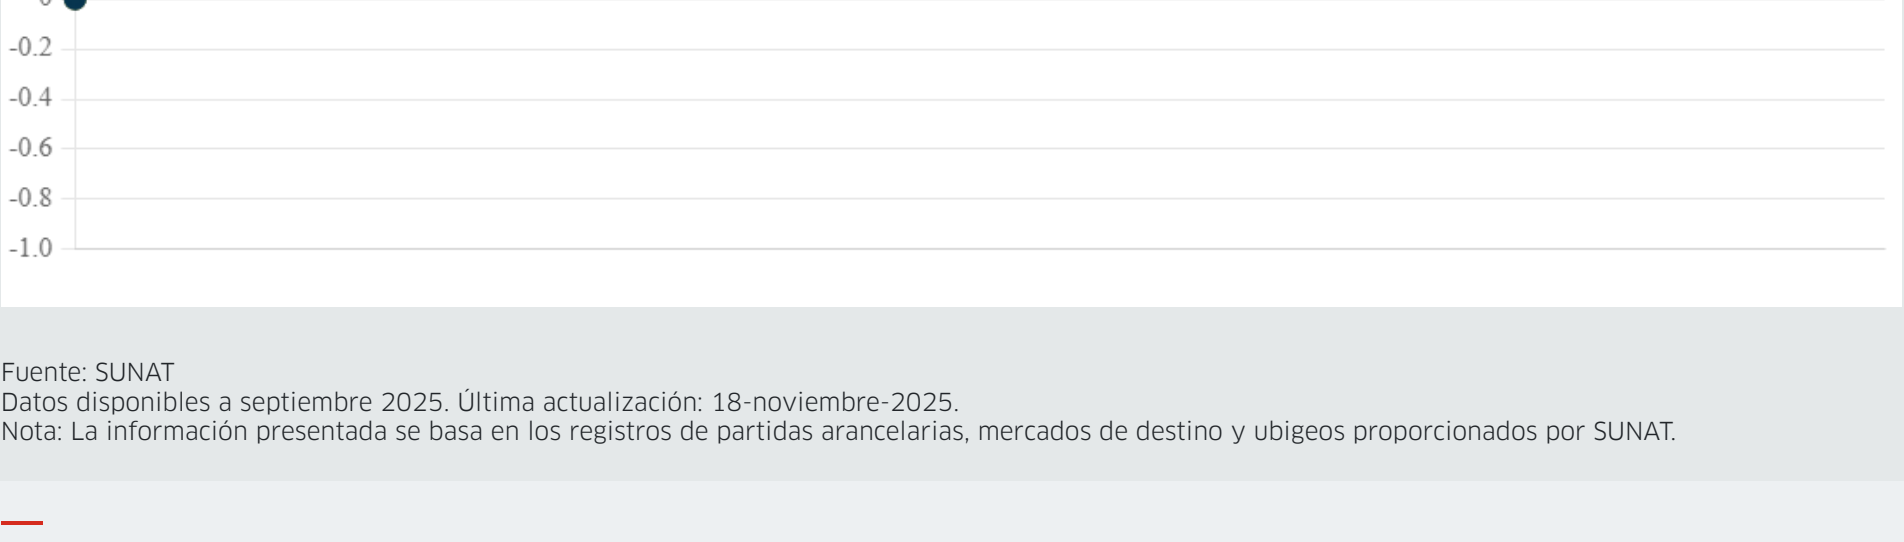 0
-0.2
-0.4
-0.6
-0.8
-1.0
Fuente: SUNAT
Datos disponibles a septiembre 2025. Última actualización: 18-noviembre-2025.
Nota: La información presentada se basa en los registros de partidas arancelarias, mercados de destino y ubigeos proporcionados por SUNAT.